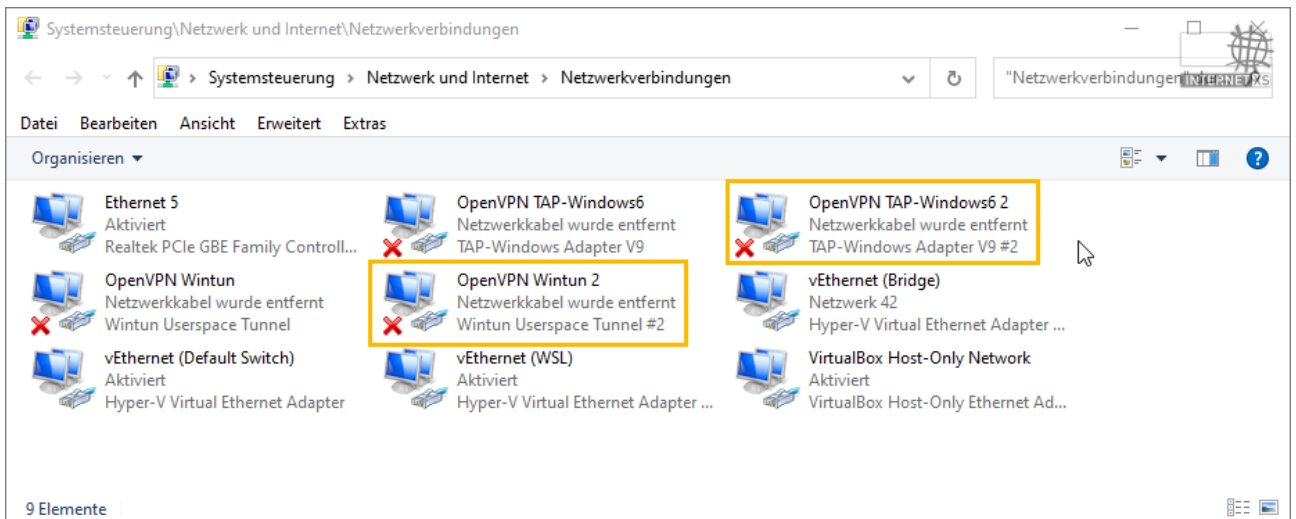 Systemsteuerung\Netzwerk und Internet\Netzwerkverbindungen
Systemsteuerung > Netzwerk und Internet > Netzwerkverbindungen
"Netzwerkverbindungen"
INTERNET XS
Datei Bearbeiten Ansicht Erweitert Extras
Organisieren
Ethernet 5
Aktiviert
Realtek PCIe GBE Family Controll...
OpenVPN TAP-Windows6
Netzwerkkabel wurde entfernt
TAP-Windows Adapter V9
OpenVPN TAP-Windows6 2
Netzwerkkabel wurde entfernt
TAP-Windows Adapter V9 #2
OpenVPN Wintun
Netzwerkkabel wurde entfernt
Wintun Userspace Tunnel
OpenVPN Wintun 2
Netzwerkkabel wurde entfernt
Wintun Userspace Tunnel #2
vEthernet (Bridge)
Netzwerk 42
Hyper-V Virtual Ethernet Adapter ...
vEthernet (Default Switch)
Aktiviert
Hyper-V Virtual Ethernet Adapter
vEthernet (WSL)
Aktiviert
Hyper-V Virtual Ethernet Adapter ...
VirtualBox Host-Only Network
Aktiviert
VirtualBox Host-Only Ethernet Ad...
9 Elemente